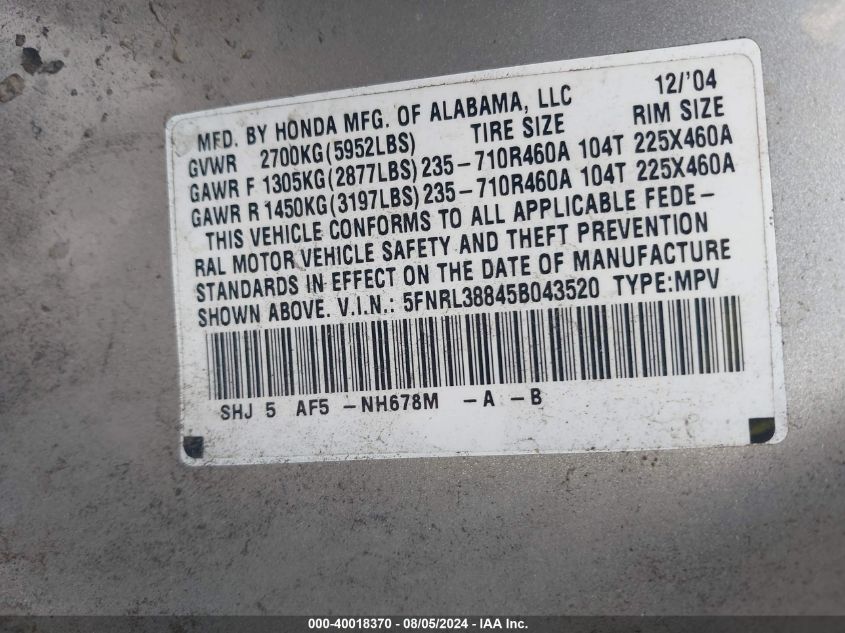 MFD. BY HONDA MFG. OF ALABAMA, LLC 12/'04
GVWR 2700KG(5952LBS) TIRE SIZE RIM SIZE
GAWR F 1305KG(2877LBS) 235-710R460A 104T 225X460A
GAWR R 1450KG(3197LBS) 235-710R460A 104T 225X460A
THIS VEHICLE CONFORMS TO ALL APPLICABLE FEDE-
RAL MOTOR VEHICLE SAFETY AND THEFT PREVENTION
STANDARDS IN EFFECT ON THE DATE OF MANUFACTURE
SHOWN ABOVE. V.I.N.: 5FNRL38845B043520 TYPE:MPV
SHJ 5 AF5 -NH678M -A -B
000-40018370 - 08/05/2024 - IAA Inc.